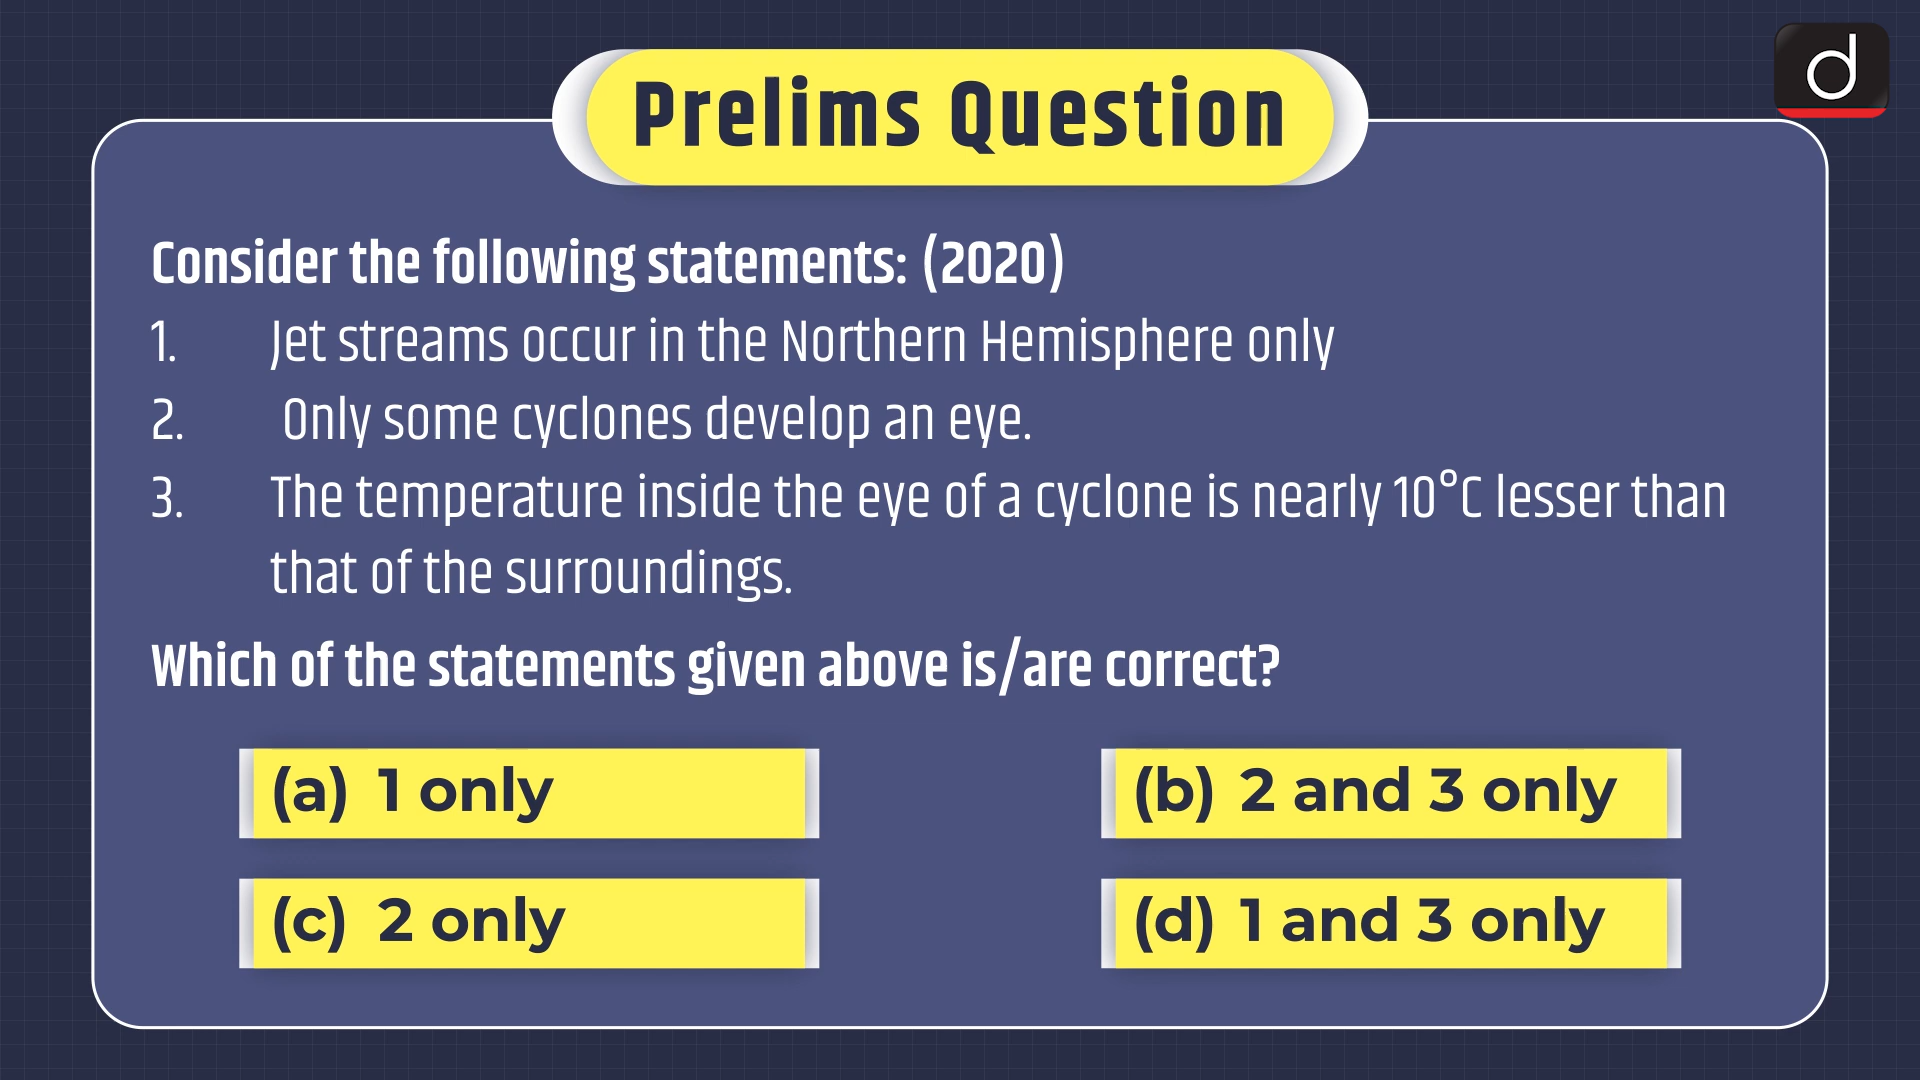 Prelims Question
d
Consider the following statements: (2020)
1. Jet streams occur in the Northern Hemisphere only
2. Only some cyclones develop an eye.
3. The temperature inside the eye of a cyclone is nearly 10°C lesser than
that of the surroundings.
Which of the statements given above is/are correct?
(a) 1 only
(b) 2 and 3 only
(c) 2 only
(d) 1 and 3 only